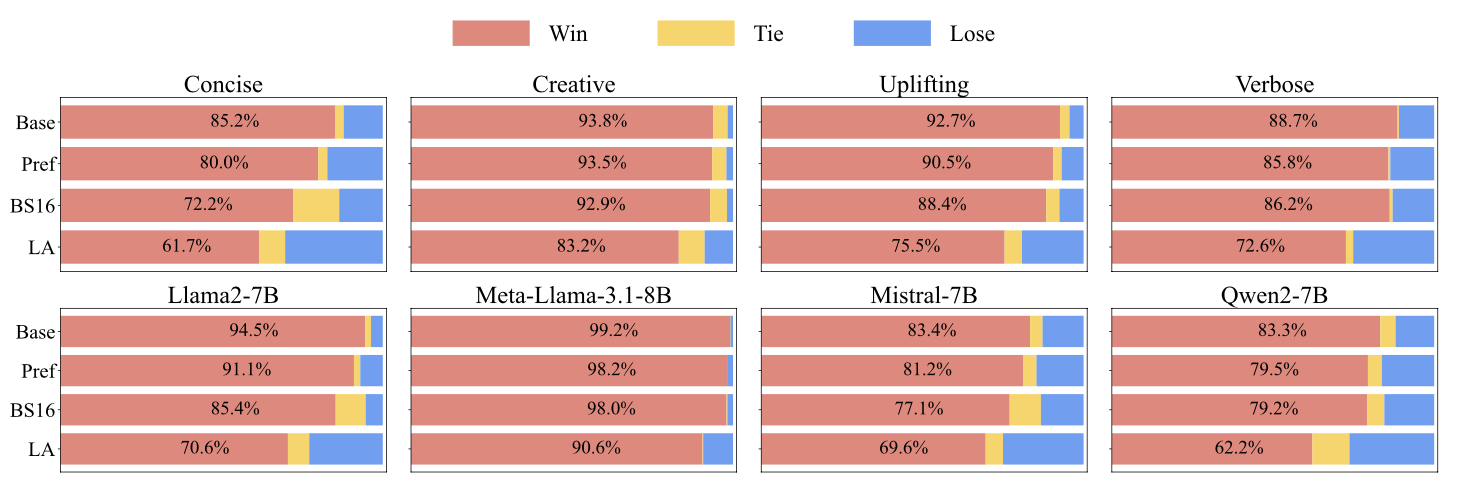 Win Tie Lose
Concise Creative Uplifting Verbose
Base 85.2% 93.8% 92.7% 88.7%
Pref 80.0% 93.5% 90.5% 85.8%
BS16 72.2% 92.9% 88.4% 86.2%
LA 61.7% 83.2% 75.5% 72.6%
Llama2-7B Meta-Llama-3.1-8B Mistral-7B Qwen2-7B
Base 94.5% 99.2% 83.4% 83.3%
Pref 91.1% 98.2% 81.2% 79.5%
BS16 85.4% 98.0% 77.1% 79.2%
LA 70.6% 90.6% 69.6% 62.2%